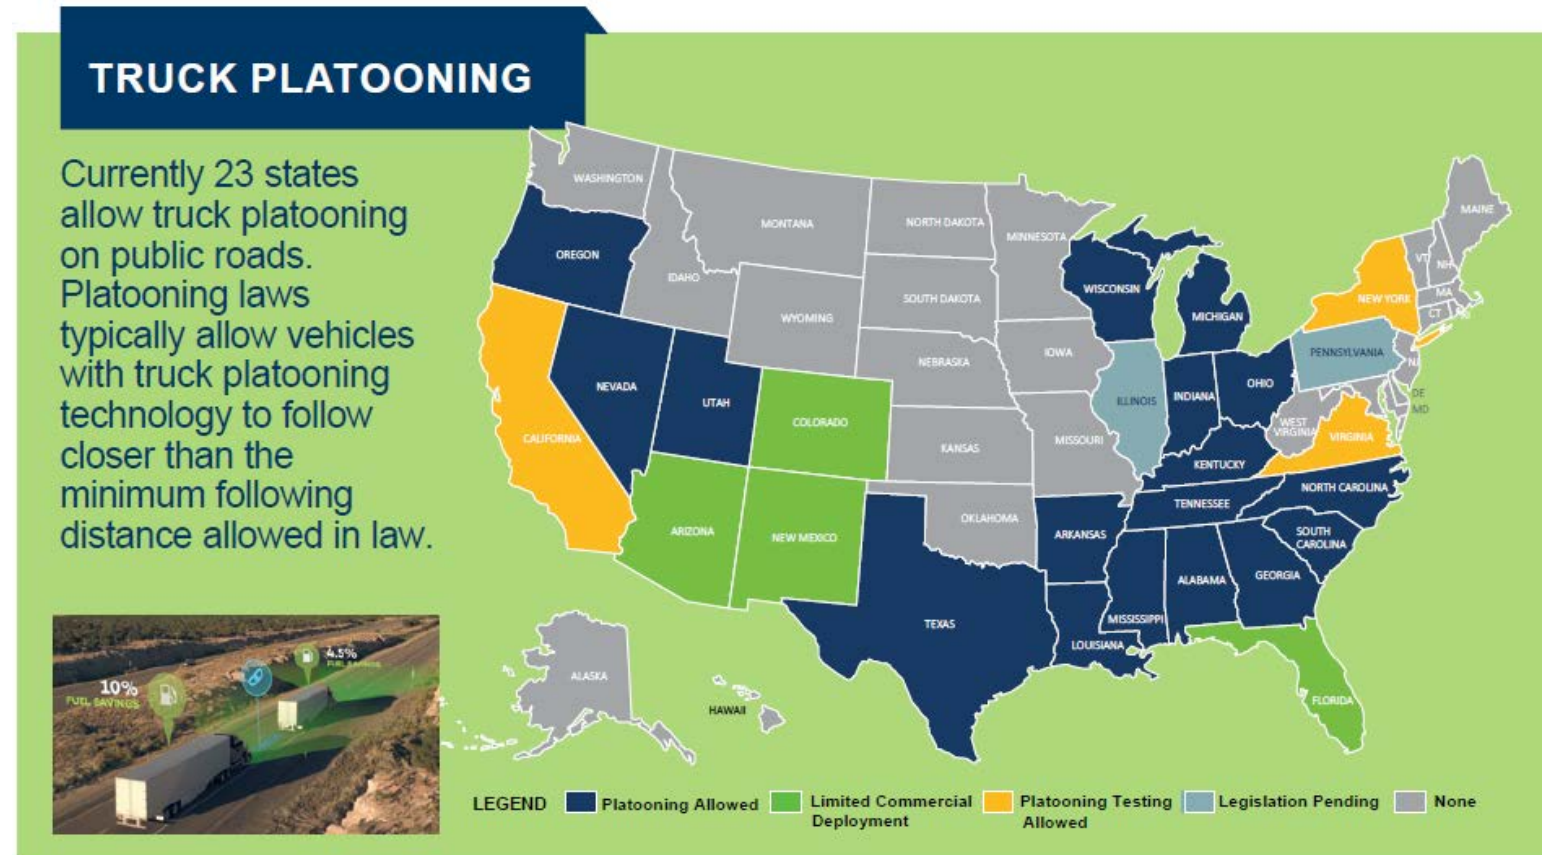 TRUCK PLATOONING
Currently 23 states
allow truck platooning
on public roads.
Platooning laws
typically allow vehicles
with truck platooning
technology to follow
closer than the
minimum following
distance allowed in law.
10%
FUEL SAVINGS
4.5%
FUEL SAVINGS
WASHINGTON
OREGON
CALIFORNIA
IDAHO
NEVADA
UTAH
ARIZONA
MONTANA
WYOMING
COLORADO
NEW MEXICO
NORTH DAKOTA
SOUTH DAKOTA
NEBRASKA
KANSAS
OKLAHOMA
TEXAS
MINNESOTA
IOWA
MISSOURI
ARKANSAS
LOUISIANA
WISCONSIN
ILLINOIS
MICHIGAN
INDIANA
OHIO
KENTUCKY
TENNESSEE
MISSISSIPPI
ALABAMA
GEORGIA
FLORIDA
SOUTH
CAROLINA
NORTH CAROLINA
VIRGINIA
WEST
VIRGINIA
PENNSYLVANIA
NEW YORK
VT
NH
MAINE
MA
CT
NJ
DE
MD
ALASKA
HAWAII
LEGEND
Platooning Allowed
Limited Commercial
Deployment
Platooning Testing
Allowed
Legislation Pending
None